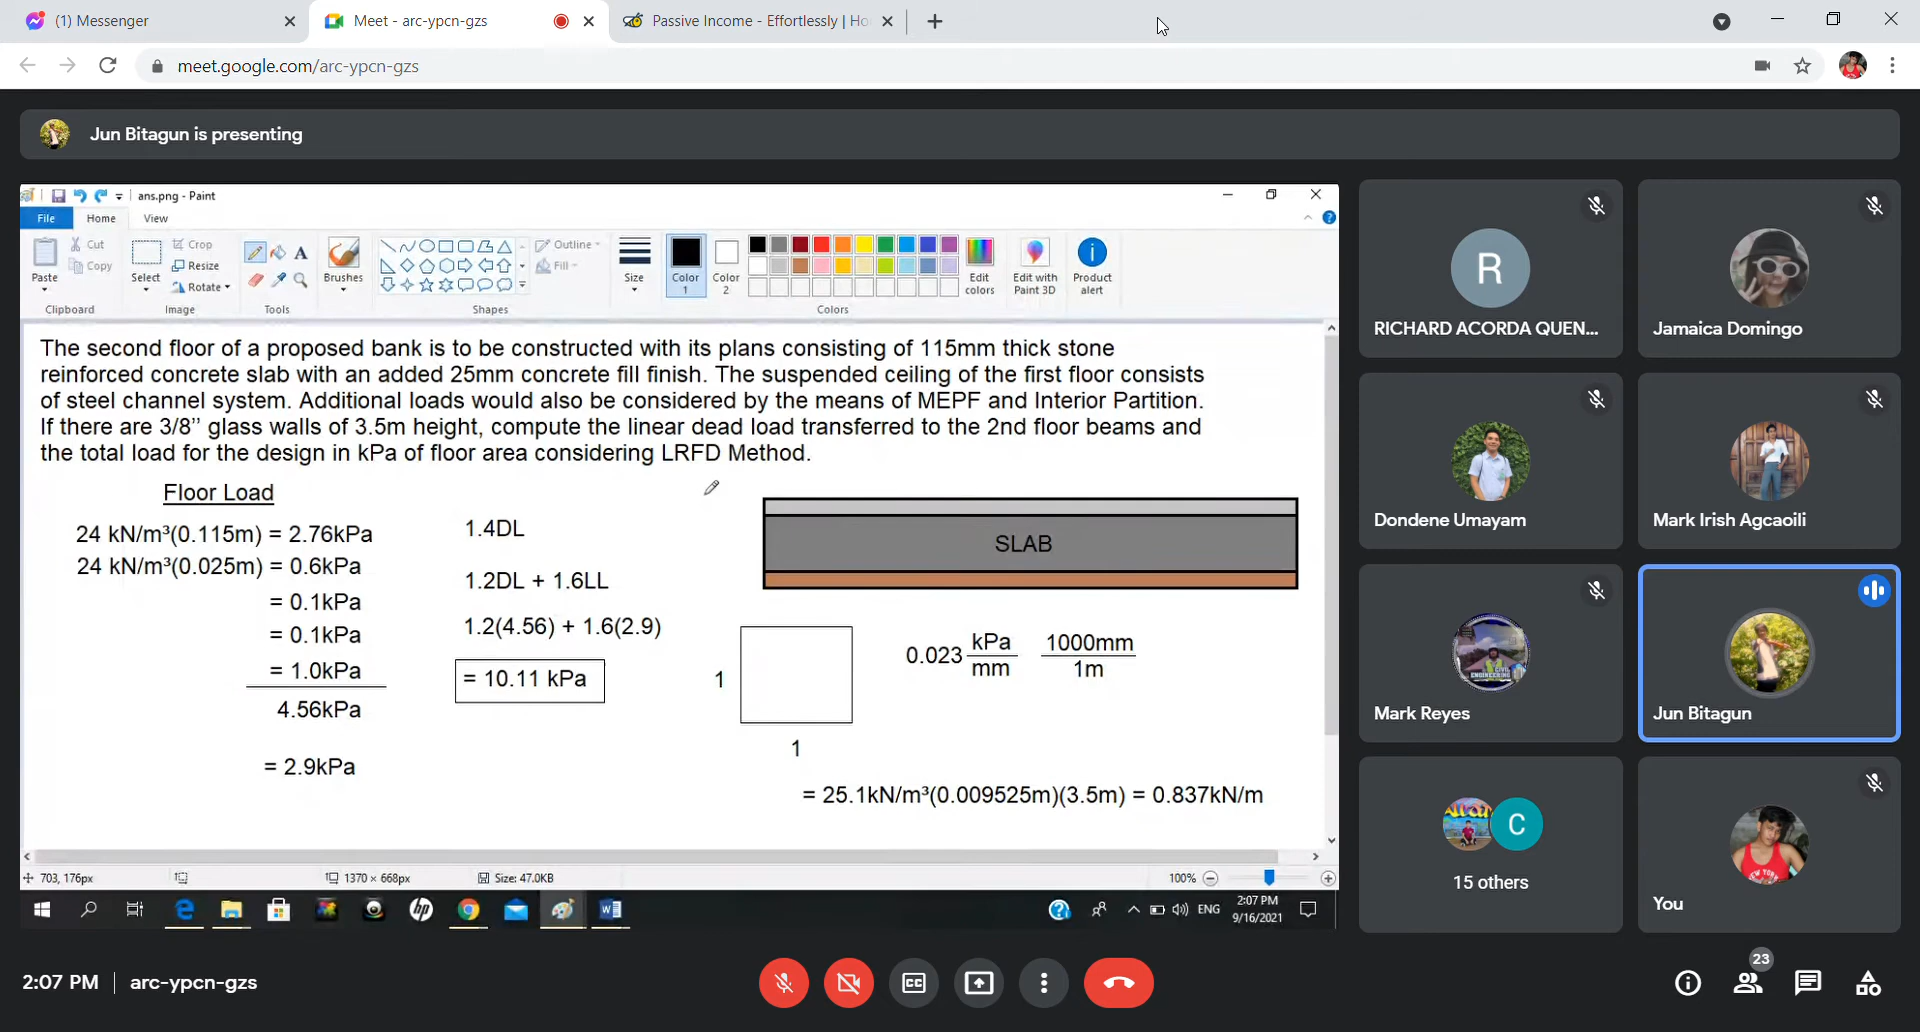 (1) Messenger
Meet - arc-ypcn-gzs
Passive Income - Effortlessly | Ho
meet.google.com/arc-ypcn-gzs
Jun Bitagun is presenting
ans.png - Paint
File
Home
View
Paste
Cut
Copy
Clipboard
Select
Crop
Resize
Rotate
Image
A
Tools
Brushes
Outline
Fill
Shapes
Size
Color
1
Color
2
Edit
colors
Edit with
Paint 3D
Product
alert
Colors
The second floor of a proposed bank is to be constructed with its plans consisting of 115mm thick stone
reinforced concrete slab with an added 25mm concrete fill finish. The suspended ceiling of the first floor consists
of steel channel system. Additional loads would also be considered by the means of MEPF and Interior Partition.
If there are 3/8’’ glass walls of 3.5m height, compute the linear dead load transferred to the 2nd floor beams and
the total load for the design in kPa of floor area considering LRFD Method.
Floor Load
24 kN/m³(0.115m) = 2.76kPa
24 kN/m³(0.025m) = 0.6kPa
= 0.1kPa
= 0.1kPa
= 1.0kPa
4.56kPa
= 2.9kPa
1.4DL
1.2DL + 1.6LL
1.2(4.56) + 1.6(2.9)
= 10.11 kPa
SLAB
1
1
0.023 kPa/mm 1000mm/1m
= 25.1kN/m³(0.009525m)(3.5m) = 0.837kN/m
703, 176px
1370 × 668px
Size: 47.0KB
100%
ENG
2:07 PM
9/16/2021
R
RICHARD ACORDA QUEN...
Jamaica Domingo
Dondene Umayam
Mark Irish Agcaoili
CIVIL
ENGINEERING
Mark Reyes
Jun Bitagun
C
15 others
NEW YORK
You
2:07 PM
arc-ypcn-gzs
CC
23